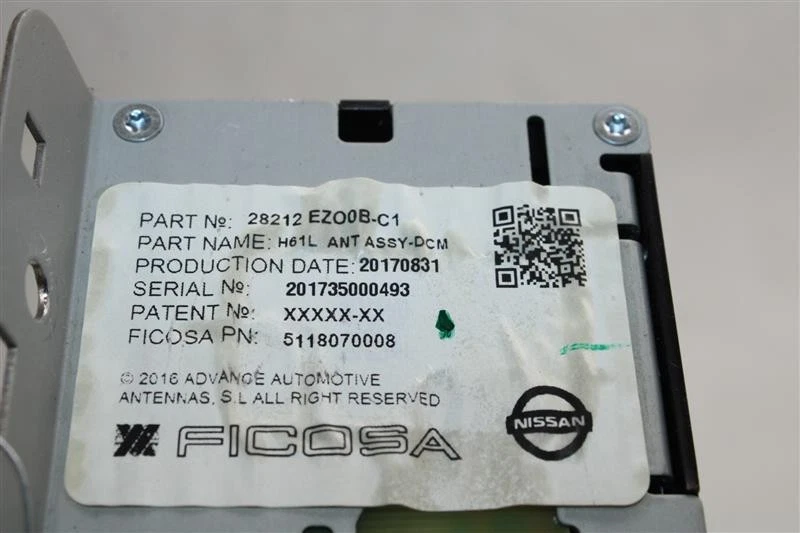 PART №: 28212 EZ00B-C1
PART NAME: H61L ANT ASSY-DCM
PRODUCTION DATE: 20170831
SERIAL №: 201735000493
PATENT №: XXXXX-XX
FICOSA PN: 5118070008
© 2016 ADVANCE AUTOMOTIVE
ANTENNAS, S.L ALL RIGHT RESERVED
FICOSA
NISSAN